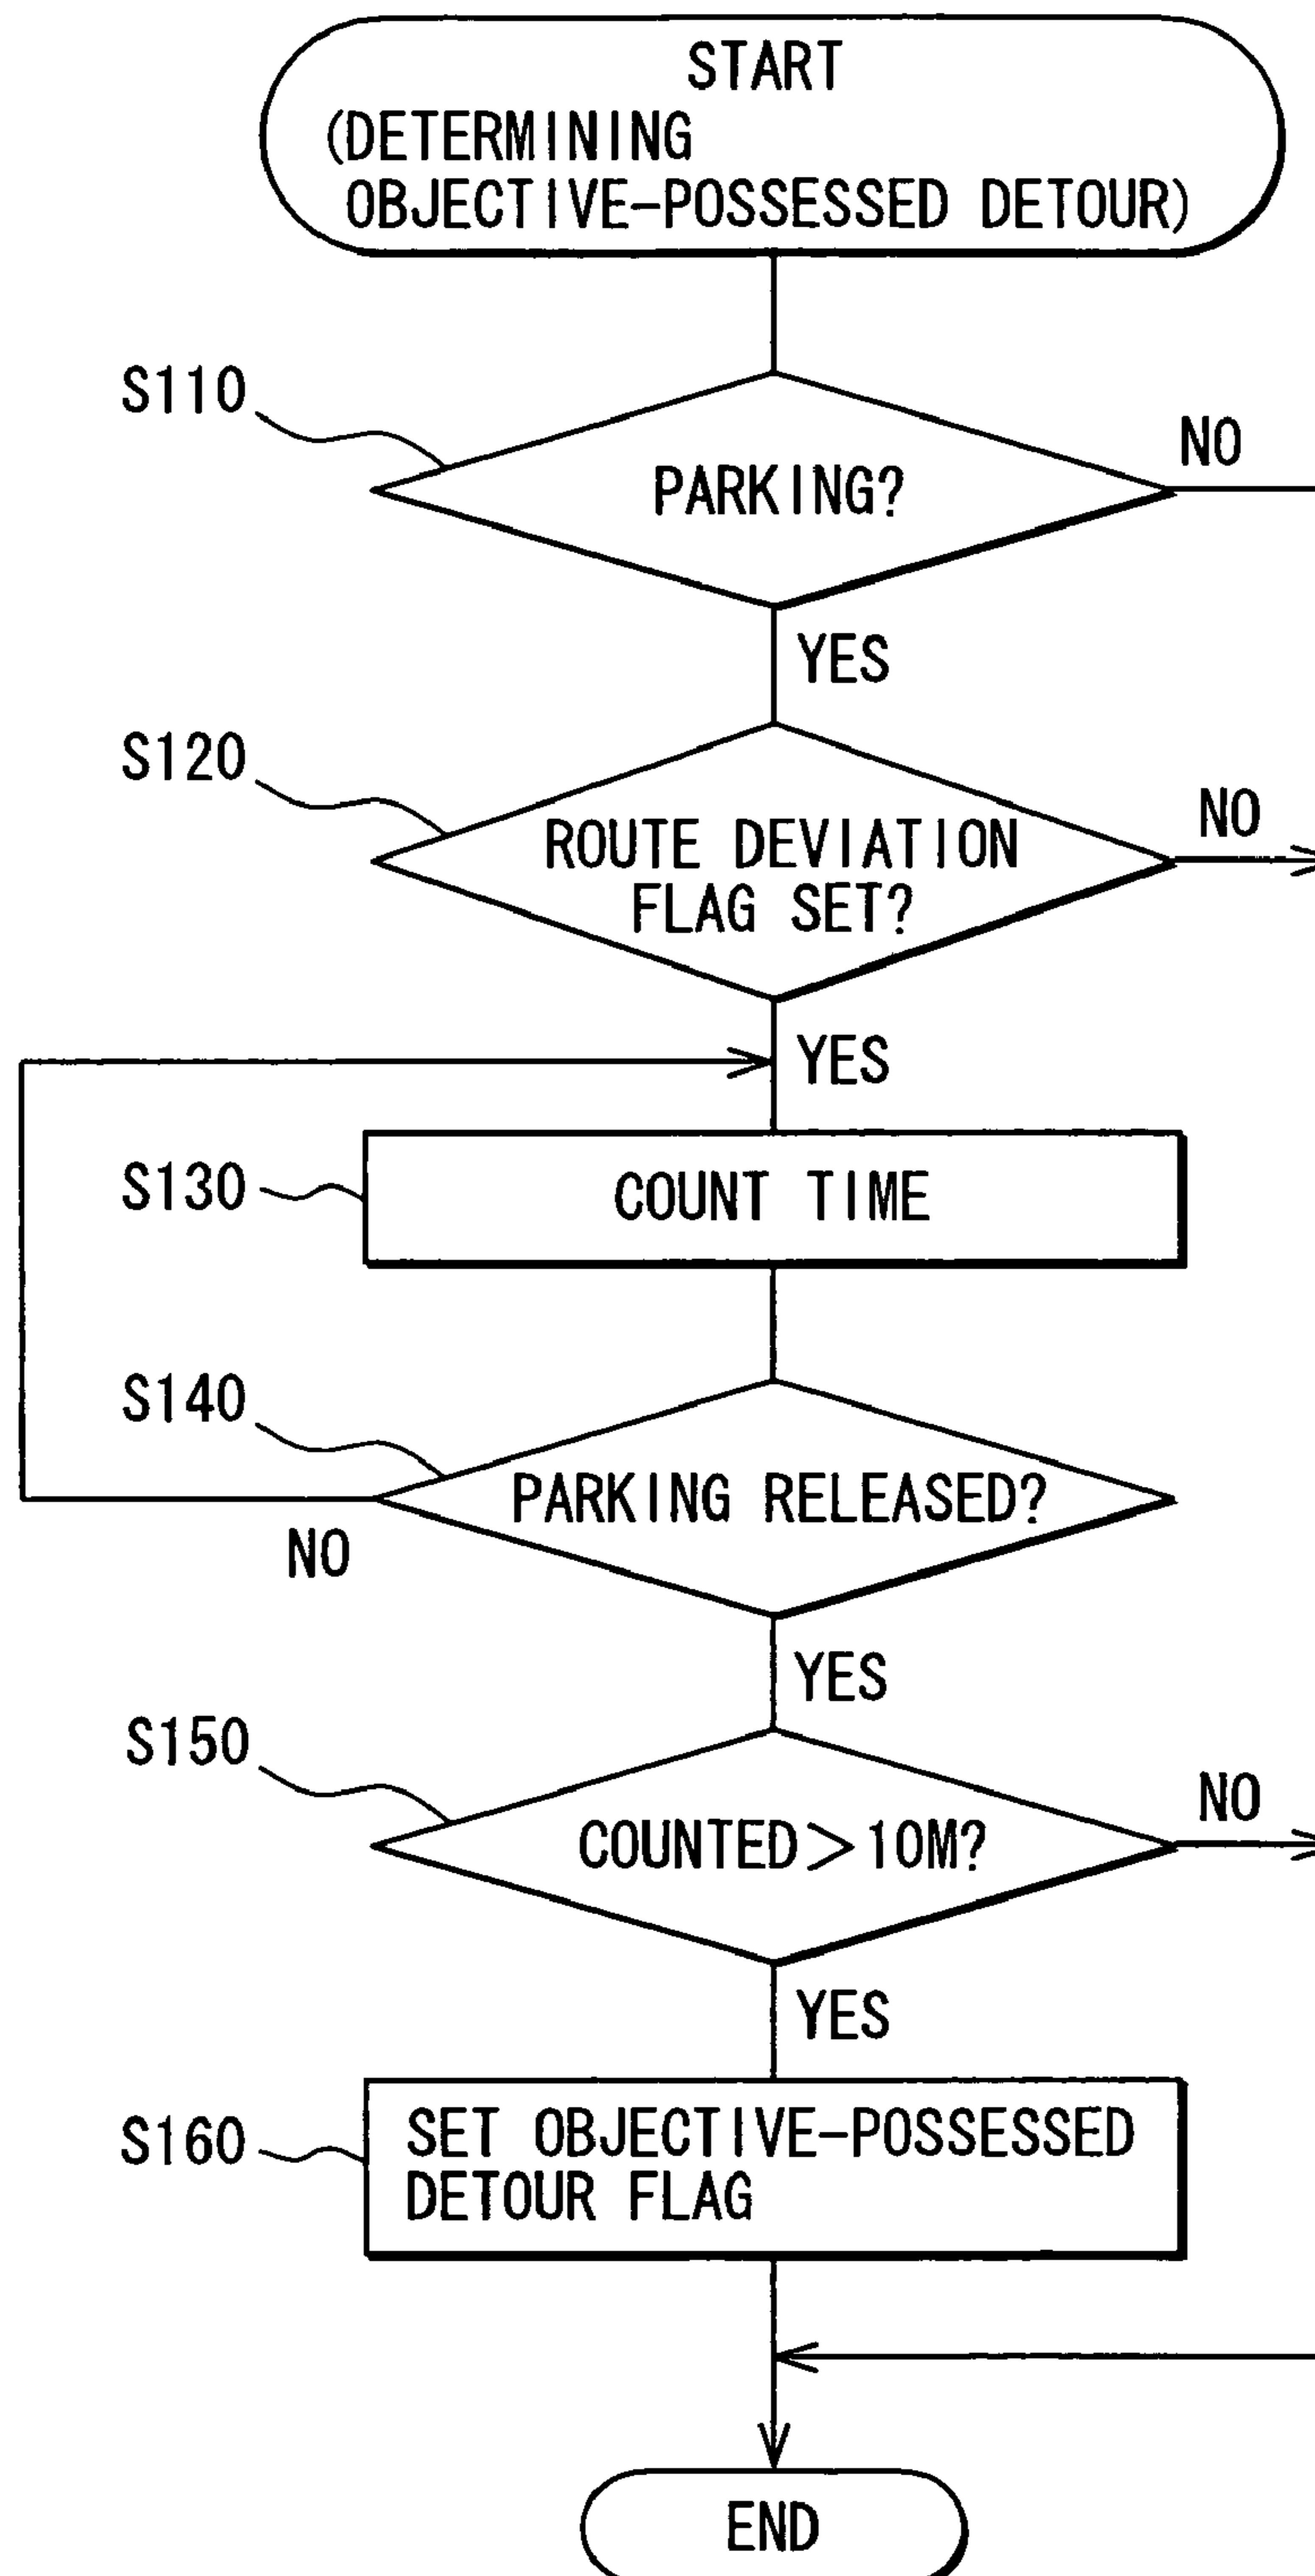 START
(DETERMINING
OBJECTIVE-POSSESSED DETOUR)
S110
PARKING?
NO
YES
S120
ROUTE DEVIATION
FLAG SET?
NO
YES
S130
COUNT TIME
S140
PARKING RELEASED?
NO
YES
S150
COUNTED>10M?
NO
YES
S160
SET OBJECTIVE-POSSESSED
DETOUR FLAG
END